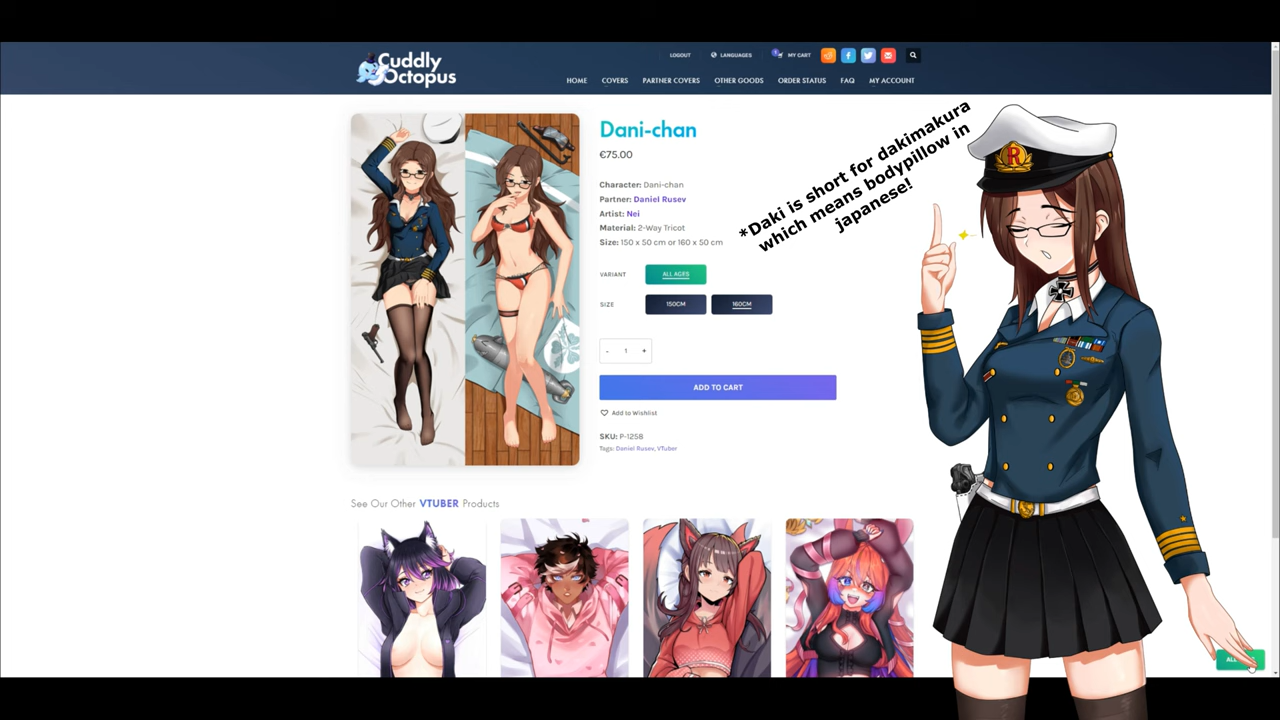 Cuddly
Octopus
LOGOUT
LANGUAGES
MY CART
HOME
COVERS
PARTNER COVERS
OTHER GOODS
ORDER STATUS
FAQ
MY ACCOUNT
Dani-chan
€75.00
Character: Dani-chan
Partner: Daniel Rusev
Artist: Nei
Material: 2-Way Tricot
Size: 150 x 50 cm or 160 x 50 cm
*Daki is short for dakimakura
which means bodypillow in
japanese!
R
VARIANT
ALL AGES
SIZE
150CM
160CM
- 1 +
ADD TO CART
Add to Wishlist
SKU: P-1258
Tags: Daniel Rusev, VTuber
See Our Other VTUBER Products